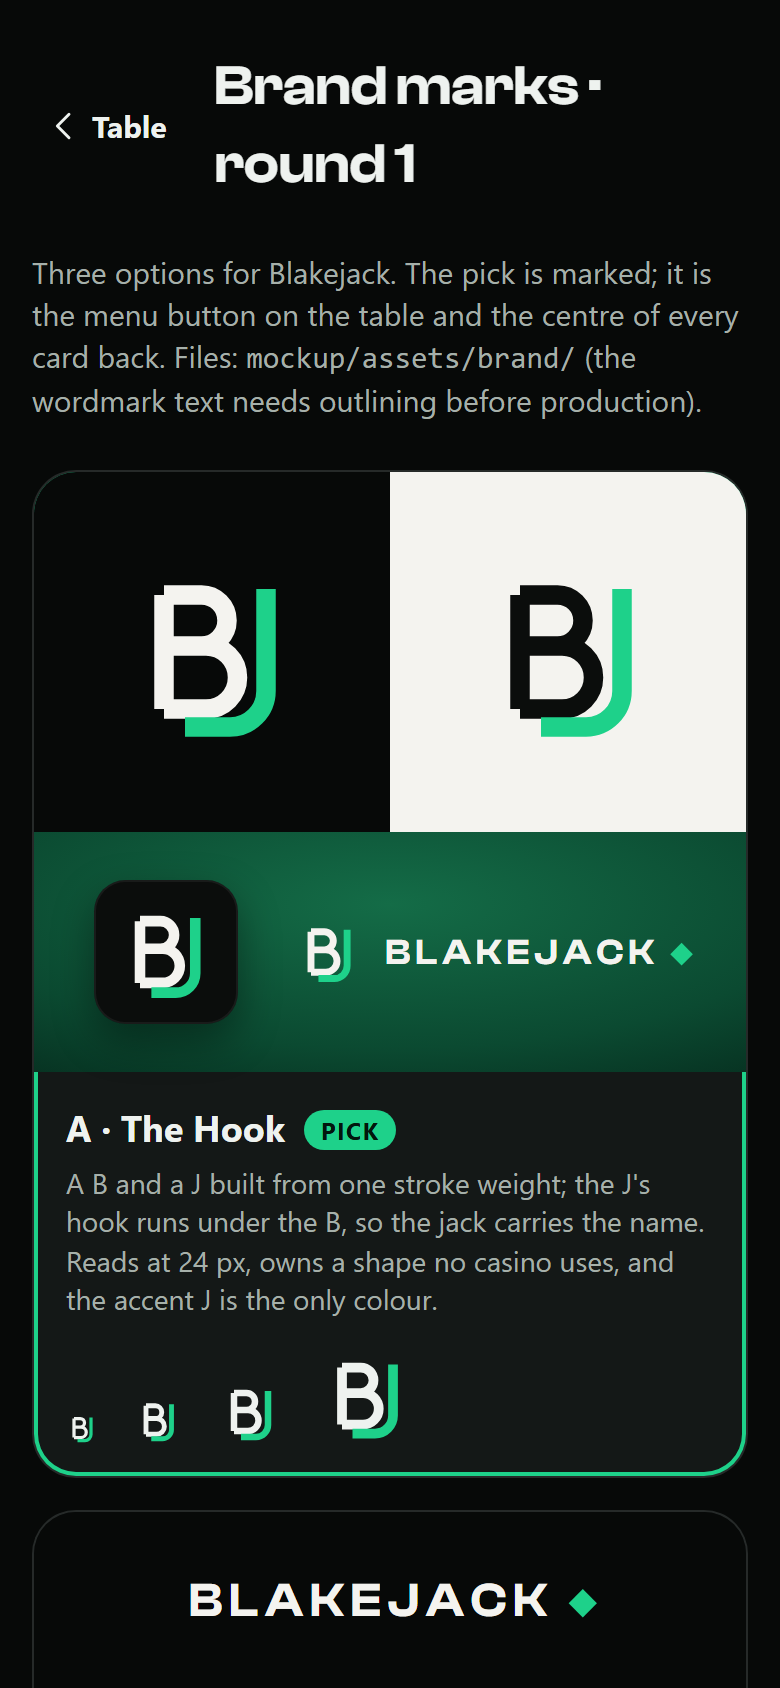 Table
Brand marks ·
round 1
Three options for Blakejack. The pick is marked; it is
the menu button on the table and the centre of every
card back. Files: mockup/assets/brand/ (the
wordmark text needs outlining before production).
BJ
BJ
BJ
BJ
BLAKEJACK ◆
A · The Hook
PICK
A B and a J built from one stroke weight; the J's
hook runs under the B, so the jack carries the name.
Reads at 24 px, owns a shape no casino uses, and
the accent J is the only colour.
BJ
BJ
BJ
BJ
BLAKEJACK ◆